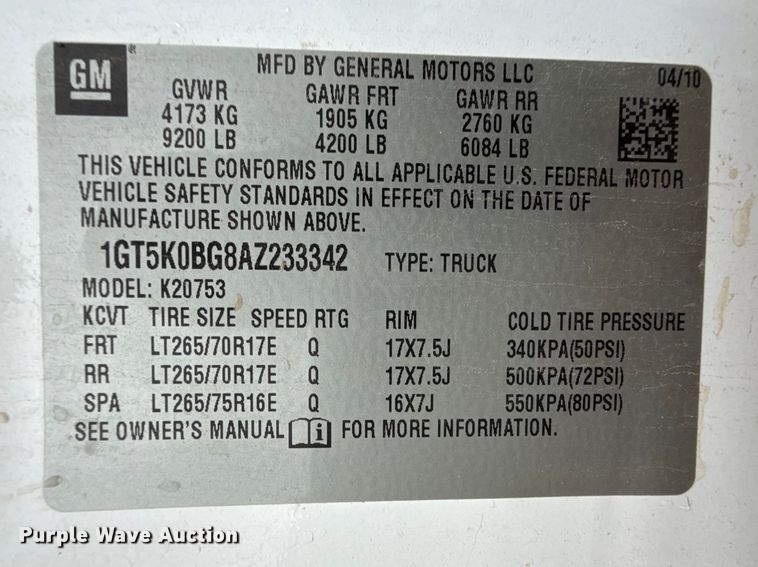 GM
MFD BY GENERAL MOTORS LLC 04/10
GVWR GAWR FRT GAWR RR
4173 KG 1905 KG 2760 KG
9200 LB 4200 LB 6084 LB
THIS VEHICLE CONFORMS TO ALL APPLICABLE U.S. FEDERAL MOTOR
VEHICLE SAFETY STANDARDS IN EFFECT ON THE DATE OF
MANUFACTURE SHOWN ABOVE.
1GT5K0BG8AZ233342 TYPE: TRUCK
MODEL: K20753
KCVT TIRE SIZE SPEED RTG RIM COLD TIRE PRESSURE
FRT LT265/70R17E Q 17X7.5J 340KPA(50PSI)
RR LT265/70R17E Q 17X7.5J 500KPA(72PSI)
SPA LT265/75R16E Q 16X7J 550KPA(80PSI)
SEE OWNER'S MANUAL i FOR MORE INFORMATION.
Purple Wave Auction